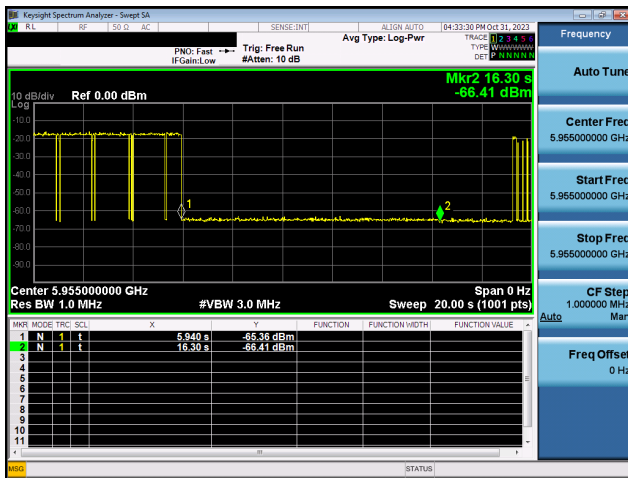 Keysight Spectrum Analyzer - Swept SA
RL RF 50 Ω AC SENSE:INT ALIGN AUTO 04:33:30 PM Oct 31, 2023
Frequency
Avg Type: Log-Pwr
TRACE 1 2 3 4 5 6
TYPE W
DET P N N N N N
PNO: Fast
IFGain:Low
Trig: Free Run
#Atten: 10 dB
Auto Tune
Mkr2 16.30 s
-66.41 dBm
10 dB/div Ref 0.00 dBm
Log
-10.0
-20.0
-30.0
-40.0
-50.0
-60.0
-70.0
-80.0
-90.0
1
2
Center Freq
5.955000000 GHz
Start Freq
5.955000000 GHz
Stop Freq
5.955000000 GHz
Center 5.955000000 GHz Span 0 Hz
Res BW 1.0 MHz #VBW 3.0 MHz Sweep 20.00 s (1001 pts)
CF Step
1.000000 MHz
Auto Man
Freq Offset
0 Hz
MKR MODE TRC SCL X Y FUNCTION FUNCTION WIDTH FUNCTION VALUE
1 N 1 t 5.940 s -65.36 dBm
2 N 1 t 16.30 s -66.41 dBm
3
4
5
6
7
8
9
10
11
MSG STATUS